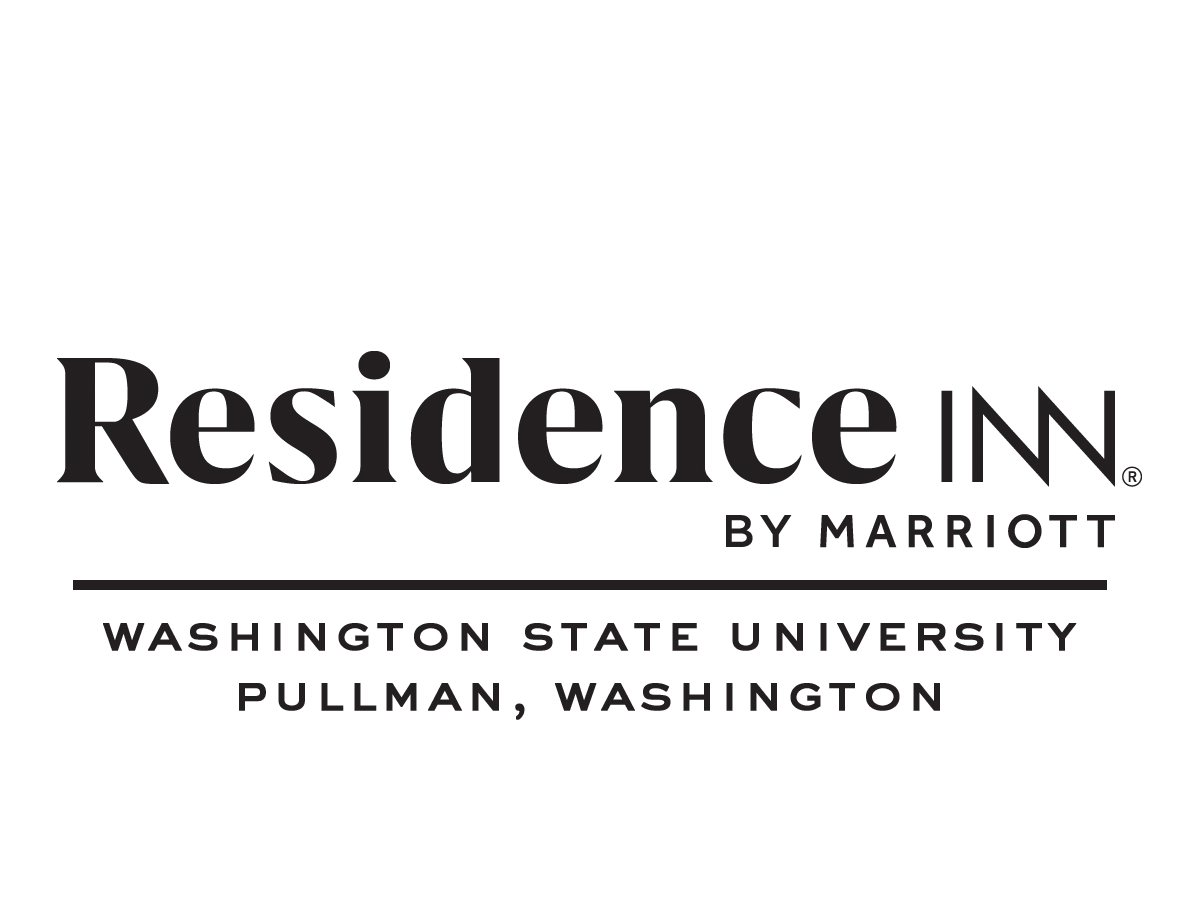 Residence INN®
BY MARRIOTT
WASHINGTON STATE UNIVERSITY
PULLMAN, WASHINGTON